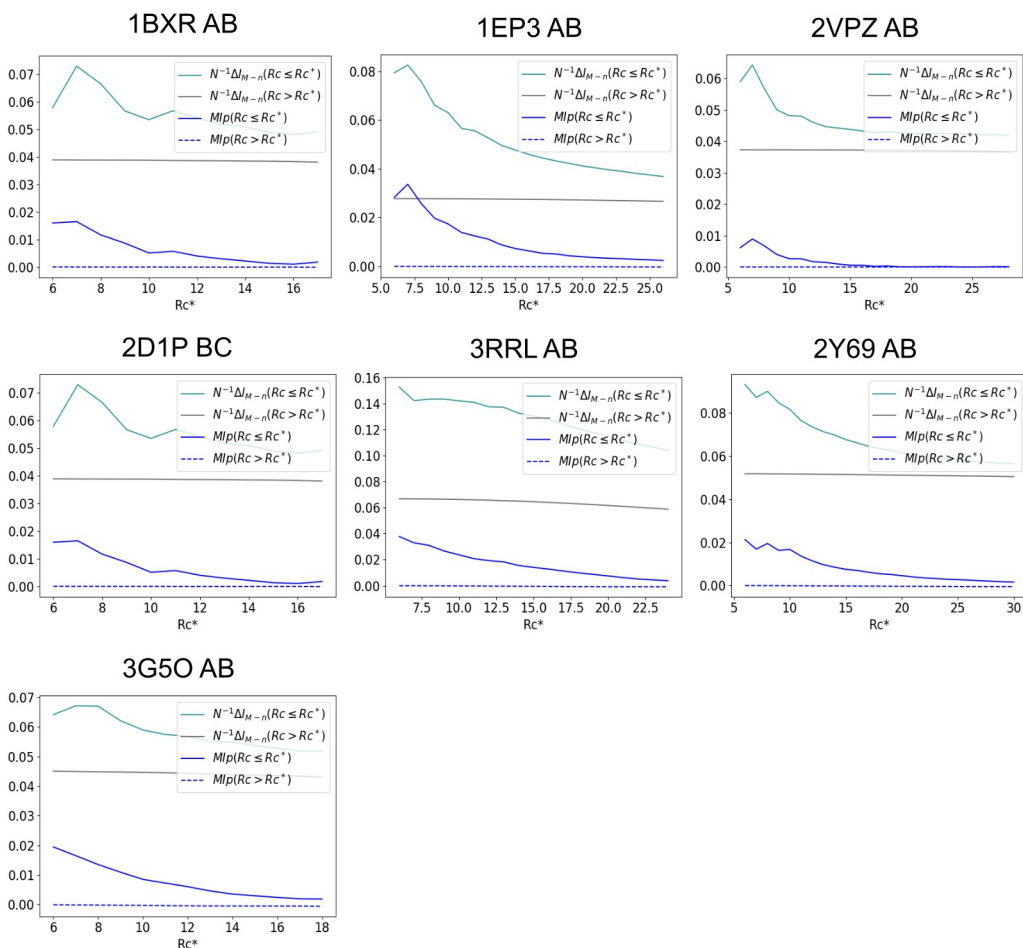 1BXR AB
0.07
0.06
0.05
0.04
0.03
0.02
0.01
0.00
6 8 10 12 14 16
Rc*
N⁻¹ΔI_{M−n}(Rc ≤ Rc*)
N⁻¹ΔI_{M−n}(Rc > Rc*)
MIp(Rc ≤ Rc*)
MIp(Rc > Rc*)
1EP3 AB
0.08
0.06
0.04
0.02
0.00
5.0 7.5 10.0 12.5 15.0 17.5 20.0 22.5 25.0
Rc*
N⁻¹ΔI_{M−n}(Rc ≤ Rc*)
N⁻¹ΔI_{M−n}(Rc > Rc*)
MIp(Rc ≤ Rc*)
MIp(Rc > Rc*)
2VPZ AB
0.06
0.05
0.04
0.03
0.02
0.01
0.00
5 10 15 20 25
Rc*
N⁻¹ΔI_{M−n}(Rc ≤ Rc*)
N⁻¹ΔI_{M−n}(Rc > Rc*)
MIp(Rc ≤ Rc*)
MIp(Rc > Rc*)
2D1P BC
0.07
0.06
0.05
0.04
0.03
0.02
0.01
0.00
6 8 10 12 14 16
Rc*
N⁻¹ΔI_{M−n}(Rc ≤ Rc*)
N⁻¹ΔI_{M−n}(Rc > Rc*)
MIp(Rc ≤ Rc*)
MIp(Rc > Rc*)
3RRL AB
0.16
0.14
0.12
0.10
0.08
0.06
0.04
0.02
0.00
7.5 10.0 12.5 15.0 17.5 20.0 22.5
Rc*
N⁻¹ΔI_{M−n}(Rc ≤ Rc*)
N⁻¹ΔI_{M−n}(Rc > Rc*)
MIp(Rc ≤ Rc*)
MIp(Rc > Rc*)
2Y69 AB
0.08
0.06
0.04
0.02
0.00
5 10 15 20 25 30
Rc*
N⁻¹ΔI_{M−n}(Rc ≤ Rc*)
N⁻¹ΔI_{M−n}(Rc > Rc*)
MIp(Rc ≤ Rc*)
MIp(Rc > Rc*)
3G5O AB
0.07
0.06
0.05
0.04
0.03
0.02
0.01
0.00
6 8 10 12 14 16 18
Rc*
N⁻¹ΔI_{M−n}(Rc ≤ Rc*)
N⁻¹ΔI_{M−n}(Rc > Rc*)
MIp(Rc ≤ Rc*)
MIp(Rc > Rc*)